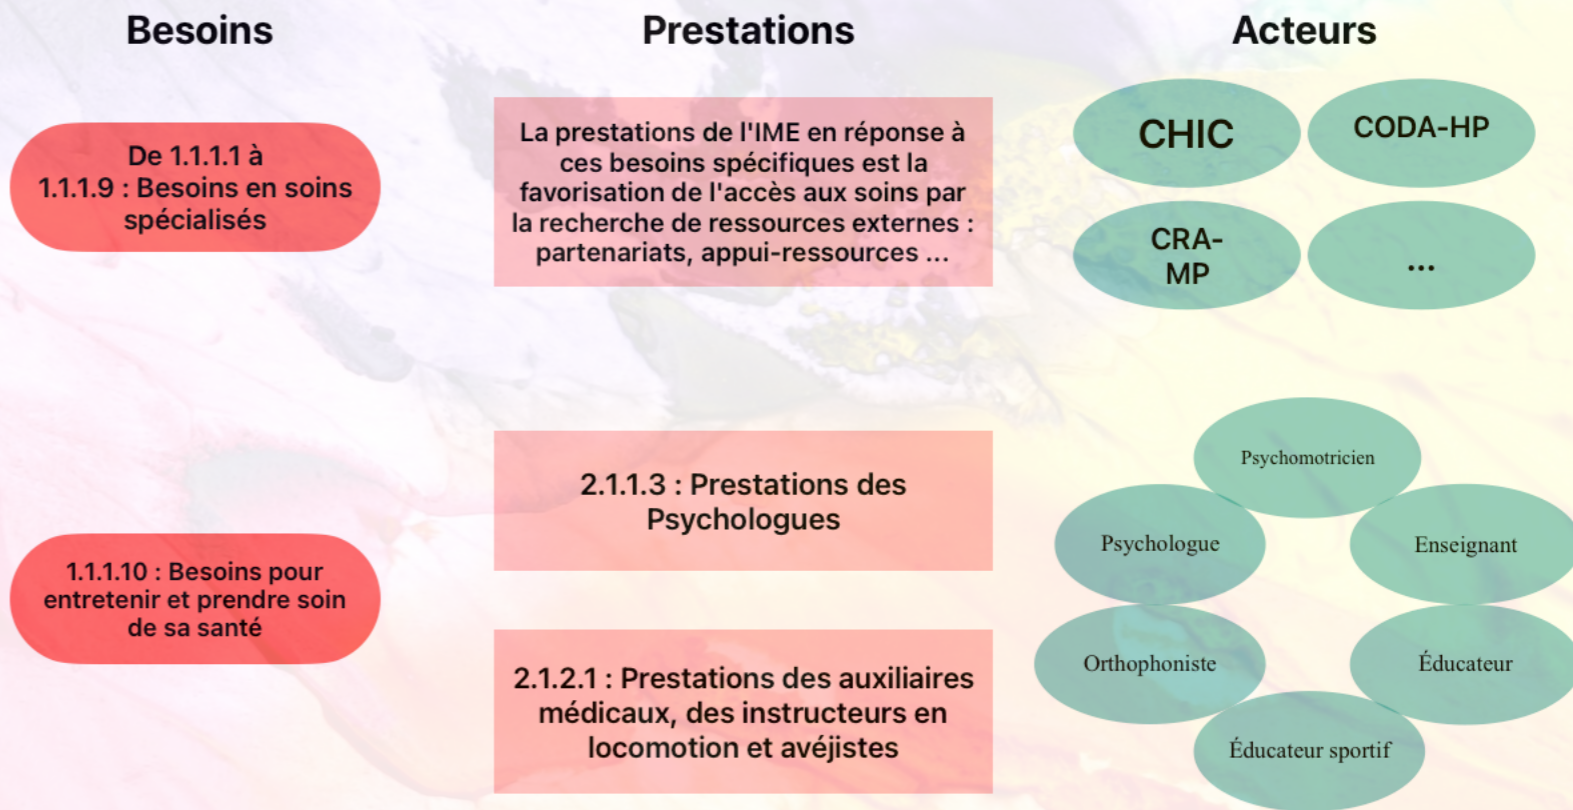 Besoins
Prestations
Acteurs
De 1.1.1.1 à
1.1.1.9 : Besoins en soins
spécialisés
La prestations de l'IME en réponse à
ces besoins spécifiques est la
favorisation de l'accès aux soins par
la recherche de ressources externes :
partenariats, appui-ressources ...
CHIC
CODA-HP
CRA-
MP
...
1.1.1.10 : Besoins pour
entretenir et prendre soin
de sa santé
2.1.1.3 : Prestations des
Psychologues
2.1.2.1 : Prestations des auxiliaires
médicaux, des instructeurs en
locomotion et avéjistes
Psychomotricien
Psychologue
Enseignant
Orthophoniste
Éducateur
Éducateur sportif